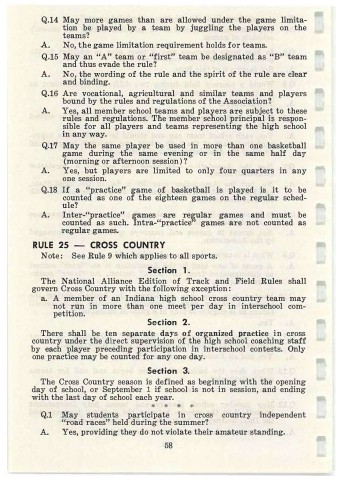 Q.14 May more games than are allowed under the game limita-
tion be played by a team by juggling the players on the
teams?
A. No, the game limitation requirement holds for teams.
Q.15 May an "A" team or "first" team be designated as "B" team
and thus evade the rule?
A. No, the wording of the rule and the spirit of the rule are clear
and binding.
Q.16 Are vocational, agricultural and similar teams and players
bound by the rules and regulations of the Association?
A. Yes, all member school teams and players are subject to these
rules and regulations. The member school principal is respon-
sible for all players and teams representing the high school
in any way.
Q.17 May the same player be used in more than one basketball
game during the same evening or in the same half day
(morning or afternoon session)?
A. Yes, but players are limited to only four quarters in any
one session.
Q.18 If a "practice" game of basketball is played is it to be
counted as one of the eighteen games on the regular sched-
ule?
A. Inter-"practice" games are regular games and must be
counted as such. Intra-"practice" games are not counted as
regular games.
RULE 25 — CROSS COUNTRY
Note: See Rule 9 which applies to all sports.
Section 1.
The National Alliance Edition of Track and Field Rules shall
govern Cross Country with the following exception:
a. A member of an Indiana high school cross country team may
not run in more than one meet per day in interschool com-
petition.
Section 2.
There shall be ten separate days of organized practice in cross
country under the direct supervision of the high school coaching staff
by each player preceding participation in interschool contests. Only
one practice may be counted for any one day.
Section 3.
The Cross Country season is defined as beginning with the opening
day of school, or September 1 if school is not in session, and ending
with the last day of school each year.
* * * *
Q.1 May students participate in cross country independent
"road races" held during the summer?
A. Yes, providing they do not violate their amateur standing.
58